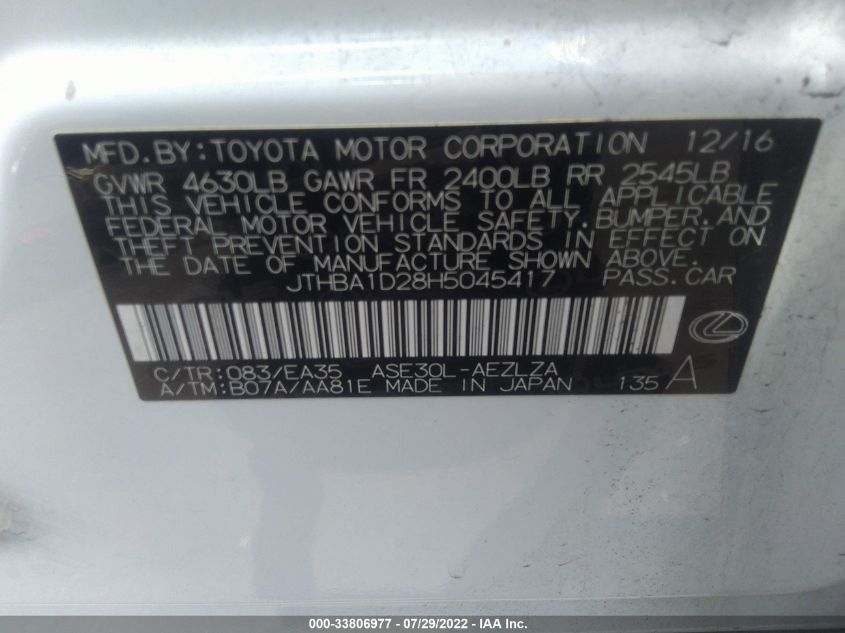 MFD.BY:TOYOTA MOTOR CORPORATION 12/16
GVWR 4630LB GAWR FR 2400LB RR 2545LB
THIS VEHICLE CONFORMS TO ALL APPLICABLE
FEDERAL MOTOR VEHICLE SAFETY,BUMPER,AND
THEFT PREVENTION STANDARDS IN EFFECT ON
THE DATE OF MANUFACTURE SHOWN ABOVE.
JTHBA1D28H5045417 PASS.CAR
C/TR:083/EA35 ASE30L-AEZLZA
A/TM:B07A/AA81E MADE IN JAPAN 135 A
000-33806977 / 07/29/2022 - IAA Inc.